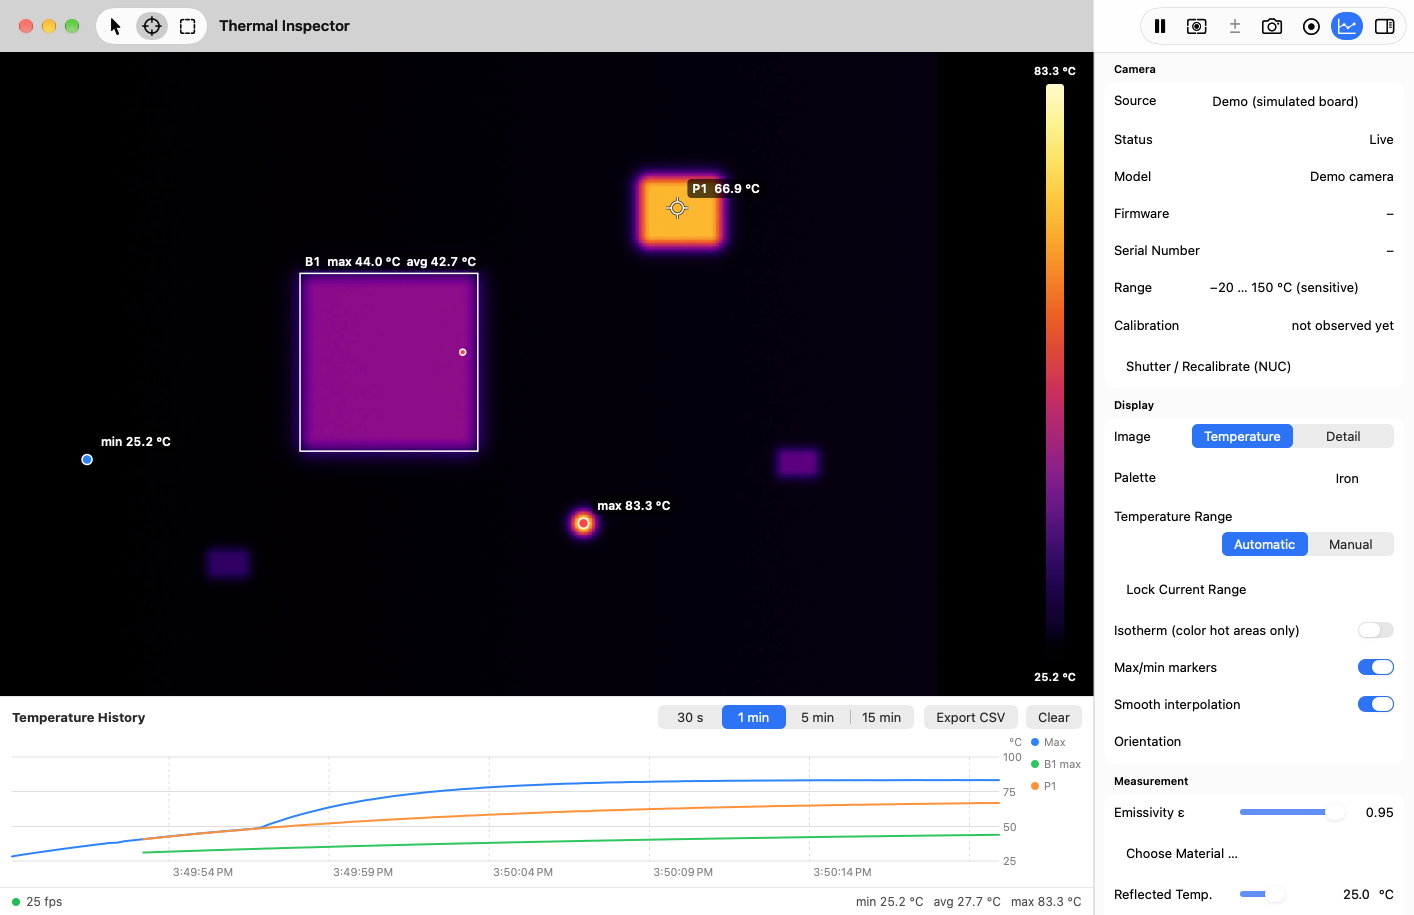 Thermal Inspector
83.3 °C
P1 66.9 °C
B1 max 44.0 °C avg 42.7 °C
min 25.2 °C
max 83.3 °C
25.2 °C
Temperature History
30 s 1 min 5 min 15 min Export CSV Clear
°C
100
75
50
25
Max
B1 max
P1
3:49:54 PM 3:49:59 PM 3:50:04 PM 3:50:09 PM 3:50:14 PM
25 fps
min 25.2 °C avg 27.7 °C max 83.3 °C
Camera
Source Demo (simulated board)
Status Live
Model Demo camera
Firmware –
Serial Number –
Range −20 ... 150 °C (sensitive)
Calibration not observed yet
Shutter / Recalibrate (NUC)
Display
Image Temperature Detail
Palette Iron
Temperature Range
Automatic Manual
Lock Current Range
Isotherm (color hot areas only)
Max/min markers
Smooth interpolation
Orientation
Measurement
Emissivity ε 0.95
Choose Material ...
Reflected Temp. 25.0 °C